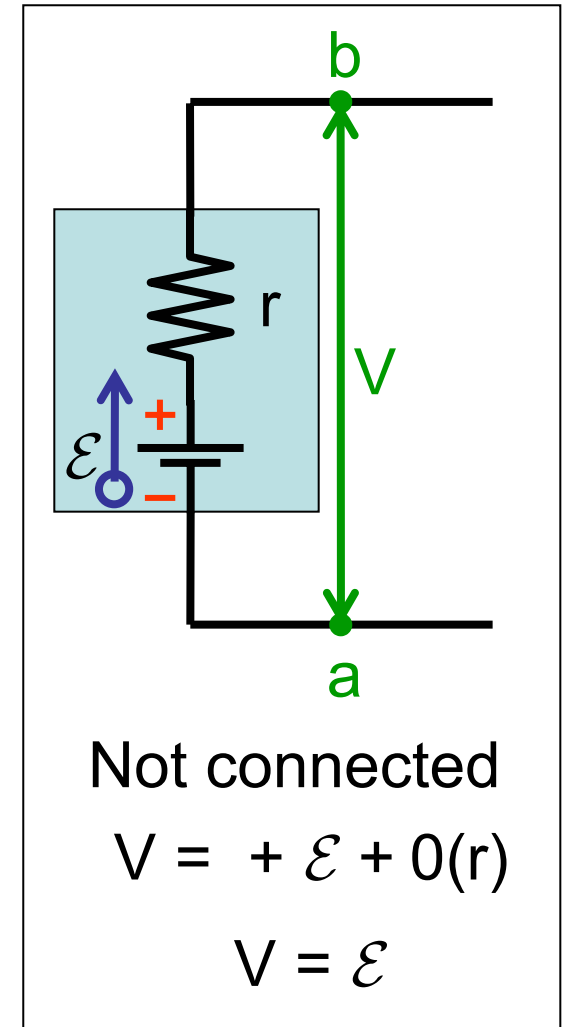 b
r
V
+
ℰ
–
a
Not connected
V = + ℰ + 0(r)
V = ℰ